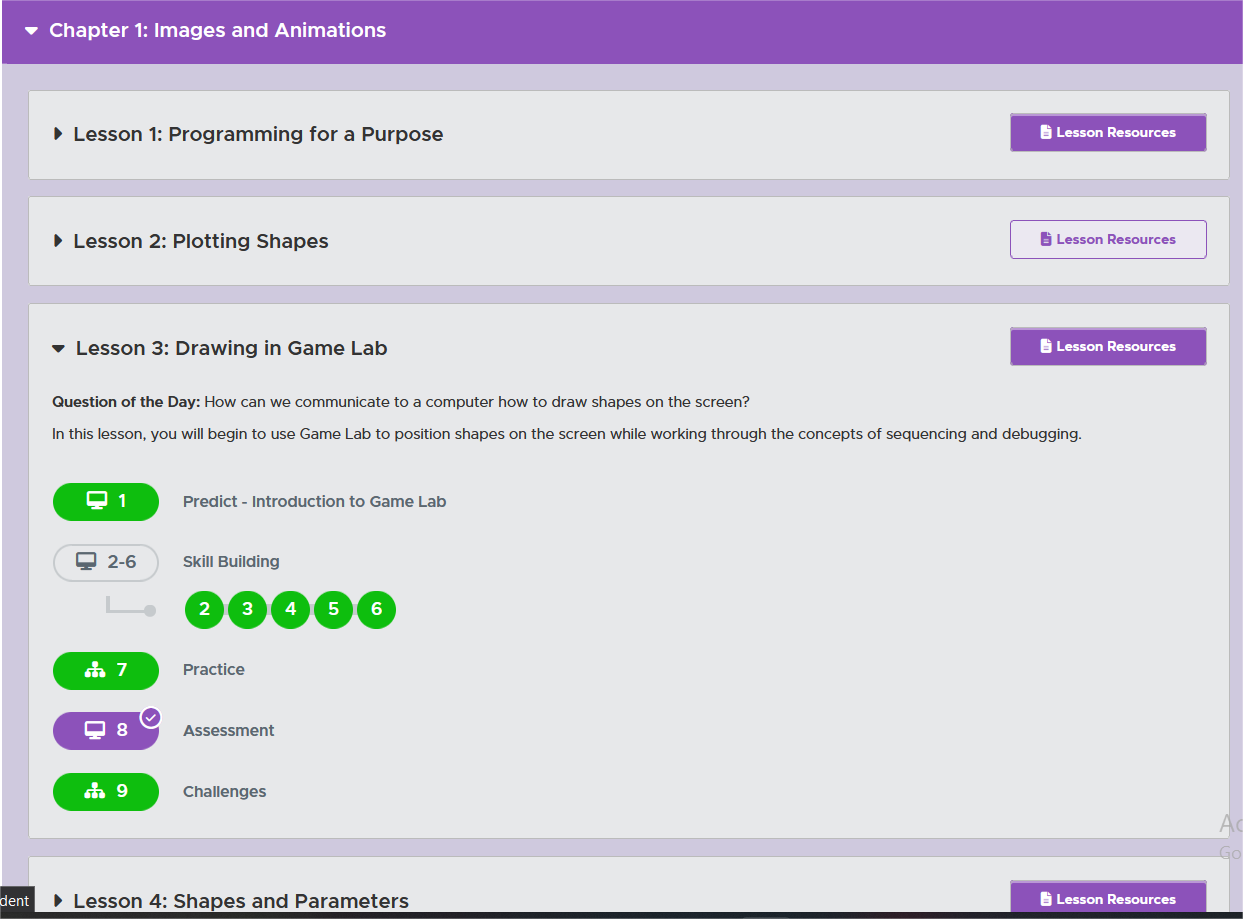 Chapter 1: Images and Animations
Lesson 1: Programming for a Purpose
Lesson Resources
Lesson 2: Plotting Shapes
Lesson Resources
Lesson 3: Drawing in Game Lab
Lesson Resources
Question of the Day: How can we communicate to a computer how to draw shapes on the screen?
In this lesson, you will begin to use Game Lab to position shapes on the screen while working through the concepts of sequencing and debugging.
1 Predict - Introduction to Game Lab
2-6 Skill Building
2 3 4 5 6
7 Practice
8 Assessment
9 Challenges
Go
dent
Lesson 4: Shapes and Parameters
Lesson Resources